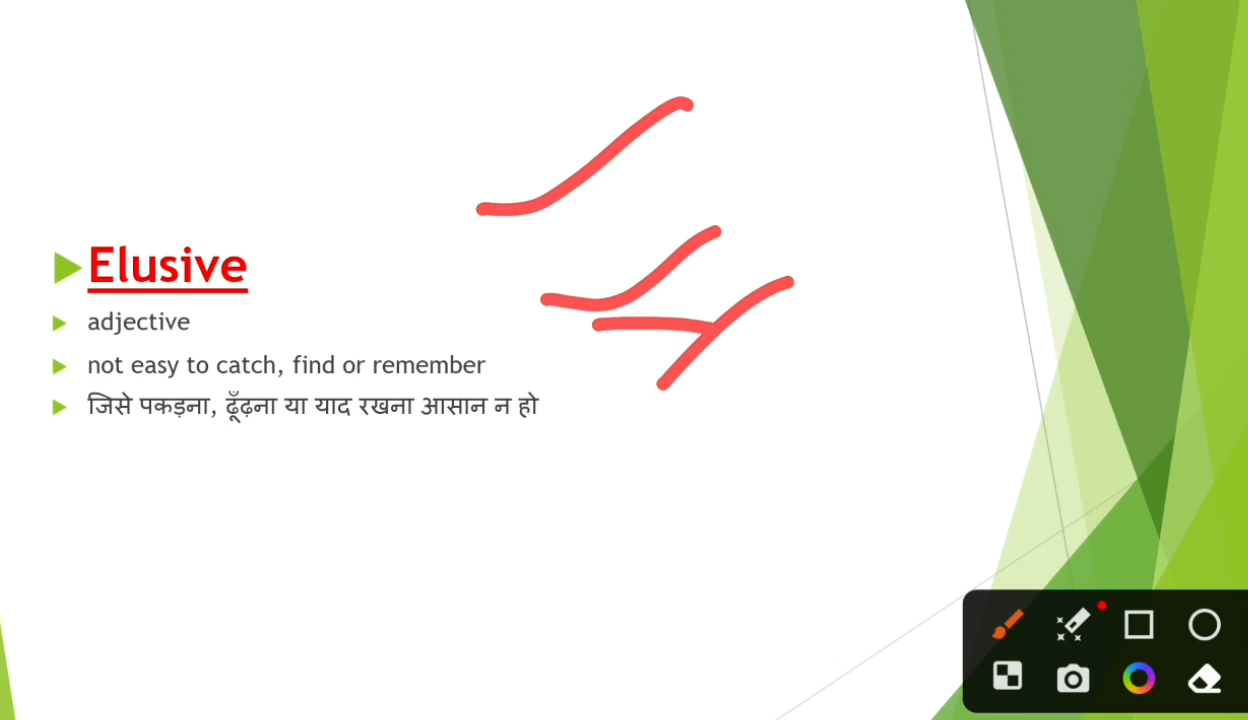 Elusive
adjective
not easy to catch, find or remember
जिसे पकड़ना, ढूँढ़ना या याद रखना आसान न हो